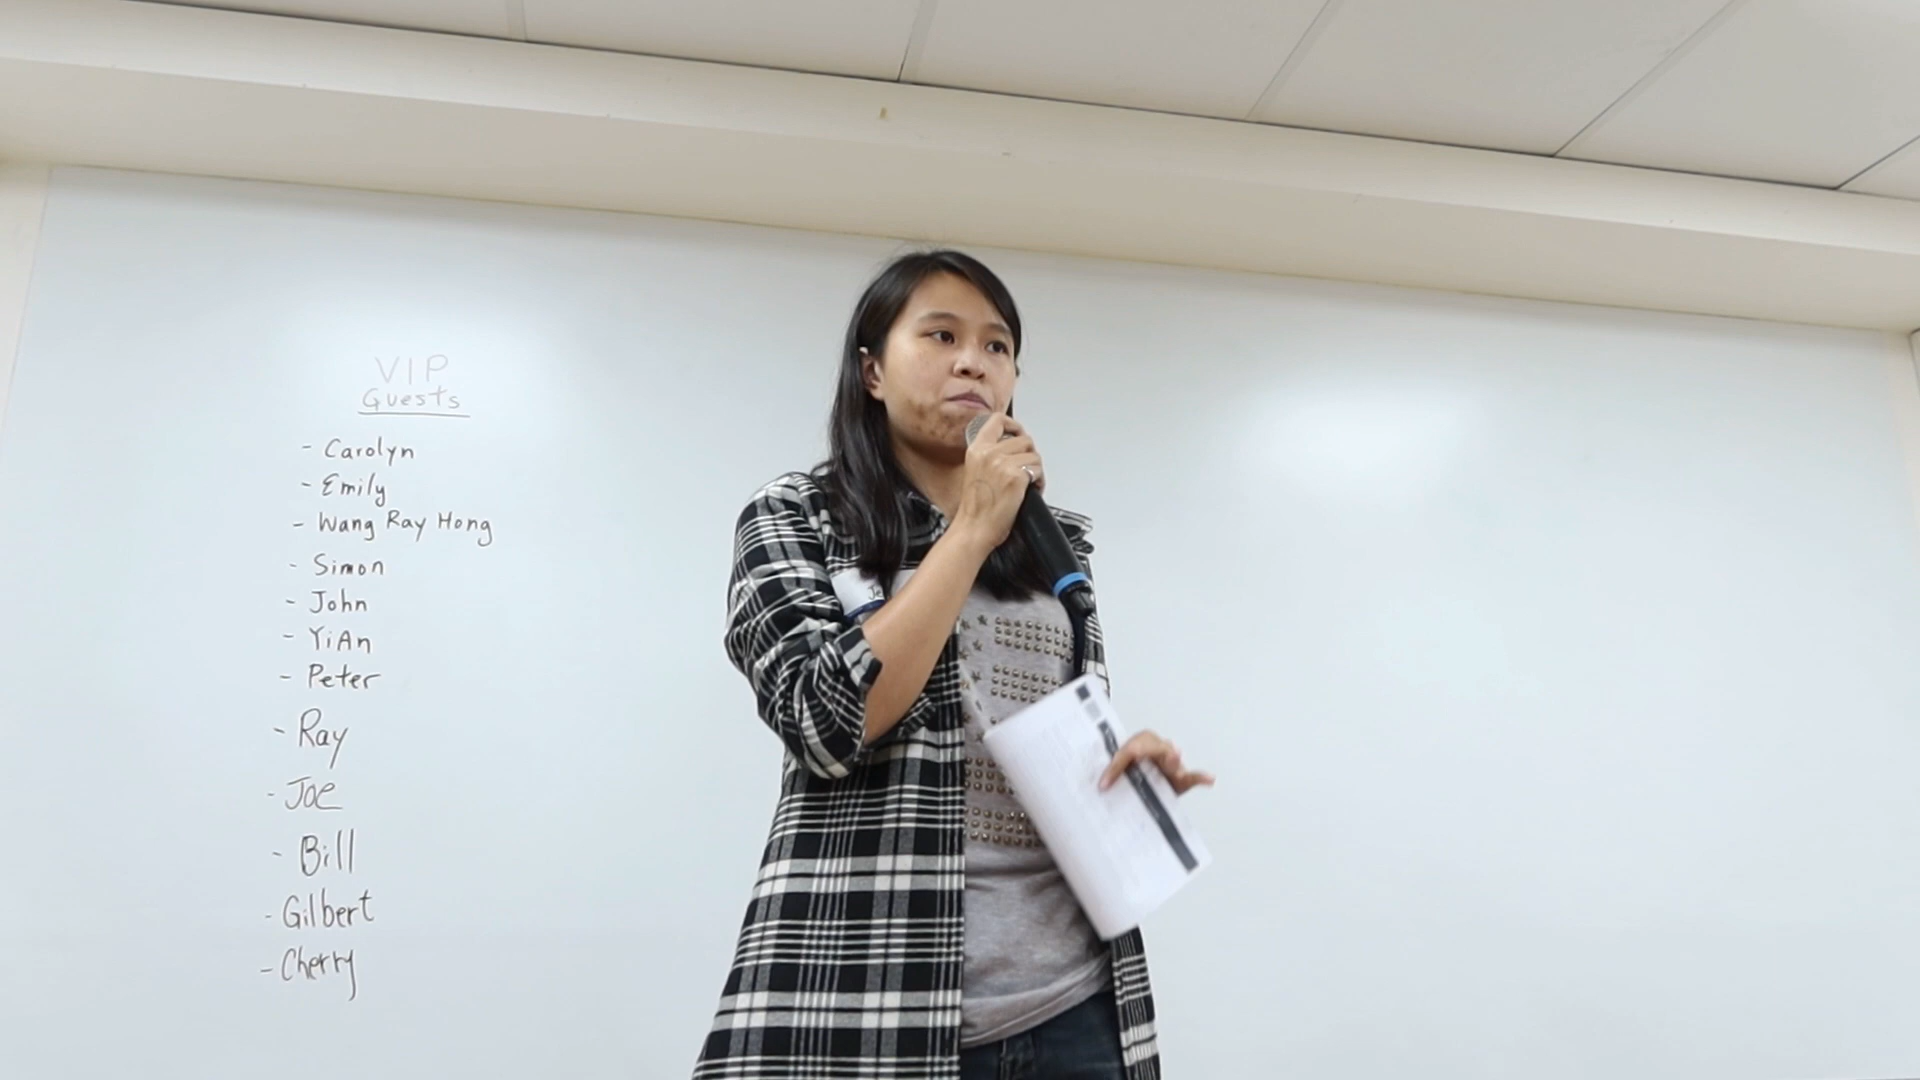 VIP
Guests
- Carolyn
- Emily
- Wang Ray Hong
- Simon
- John
- YiAn
- Peter
- Ray
- Joe
- Bill
- Gilbert
- Cherry